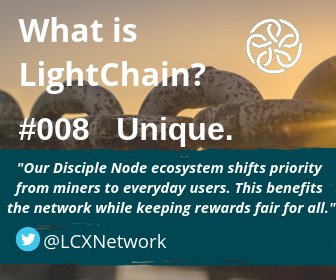 What is
LightChain?
#008 Unique.
"Our Disciple Node ecosystem shifts priority
from miners to everyday users. This benefits
the network while keeping rewards fair for all."
@LCXNetwork